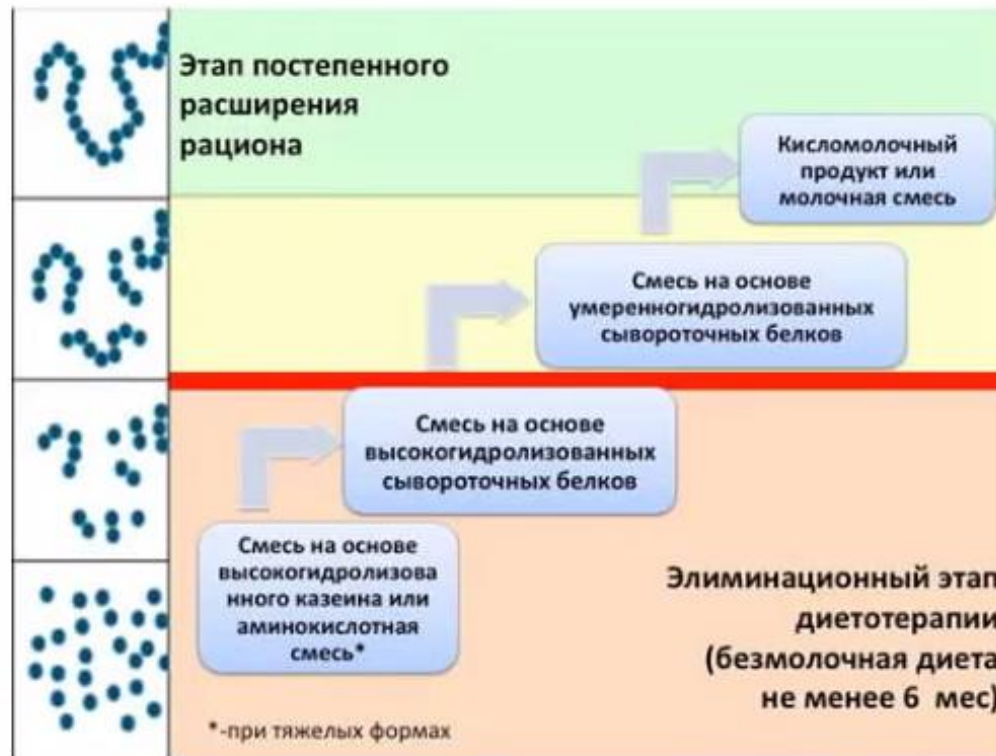 Этап постепенного
расширения
рациона
Кисломолочный
продукт или
молочная смесь
Смесь на основе
умеренногидролизованных
сывороточных белков
Смесь на основе
высокогидролизованных
сывороточных белков
Смесь на основе
высокогидролизова
нного казеина или
аминокислотная
смесь*
Элиминационный этап
диетотерапии
(безмолочная диета
не менее 6 мес)
*-при тяжелых формах